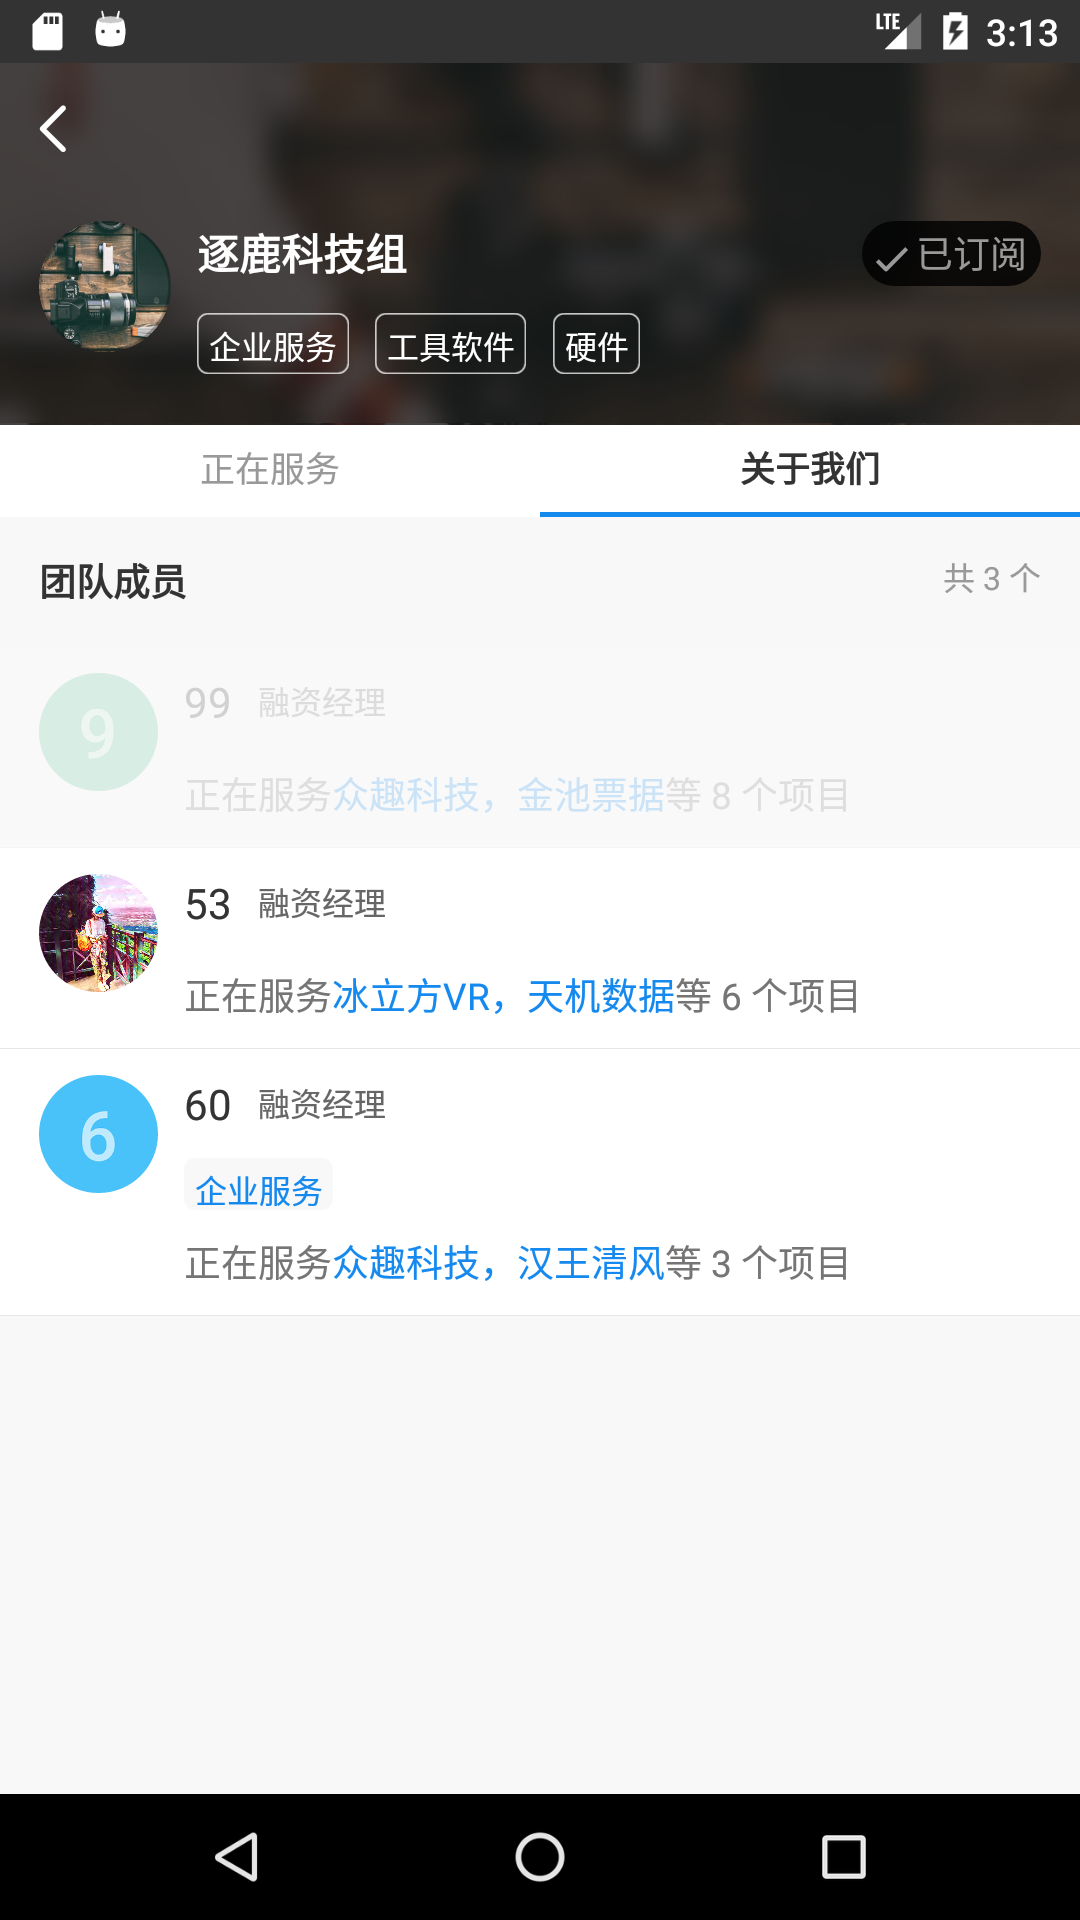 LTE 3:13
逐鹿科技组
已订阅
企业服务 工具软件 硬件
正在服务 关于我们
团队成员 共 3 个
9
99 融资经理
正在服务众趣科技，金池票据等 8 个项目
53 融资经理
正在服务冰立方VR，天机数据等 6 个项目
6
60 融资经理
企业服务
正在服务众趣科技，汉王清风等 3 个项目